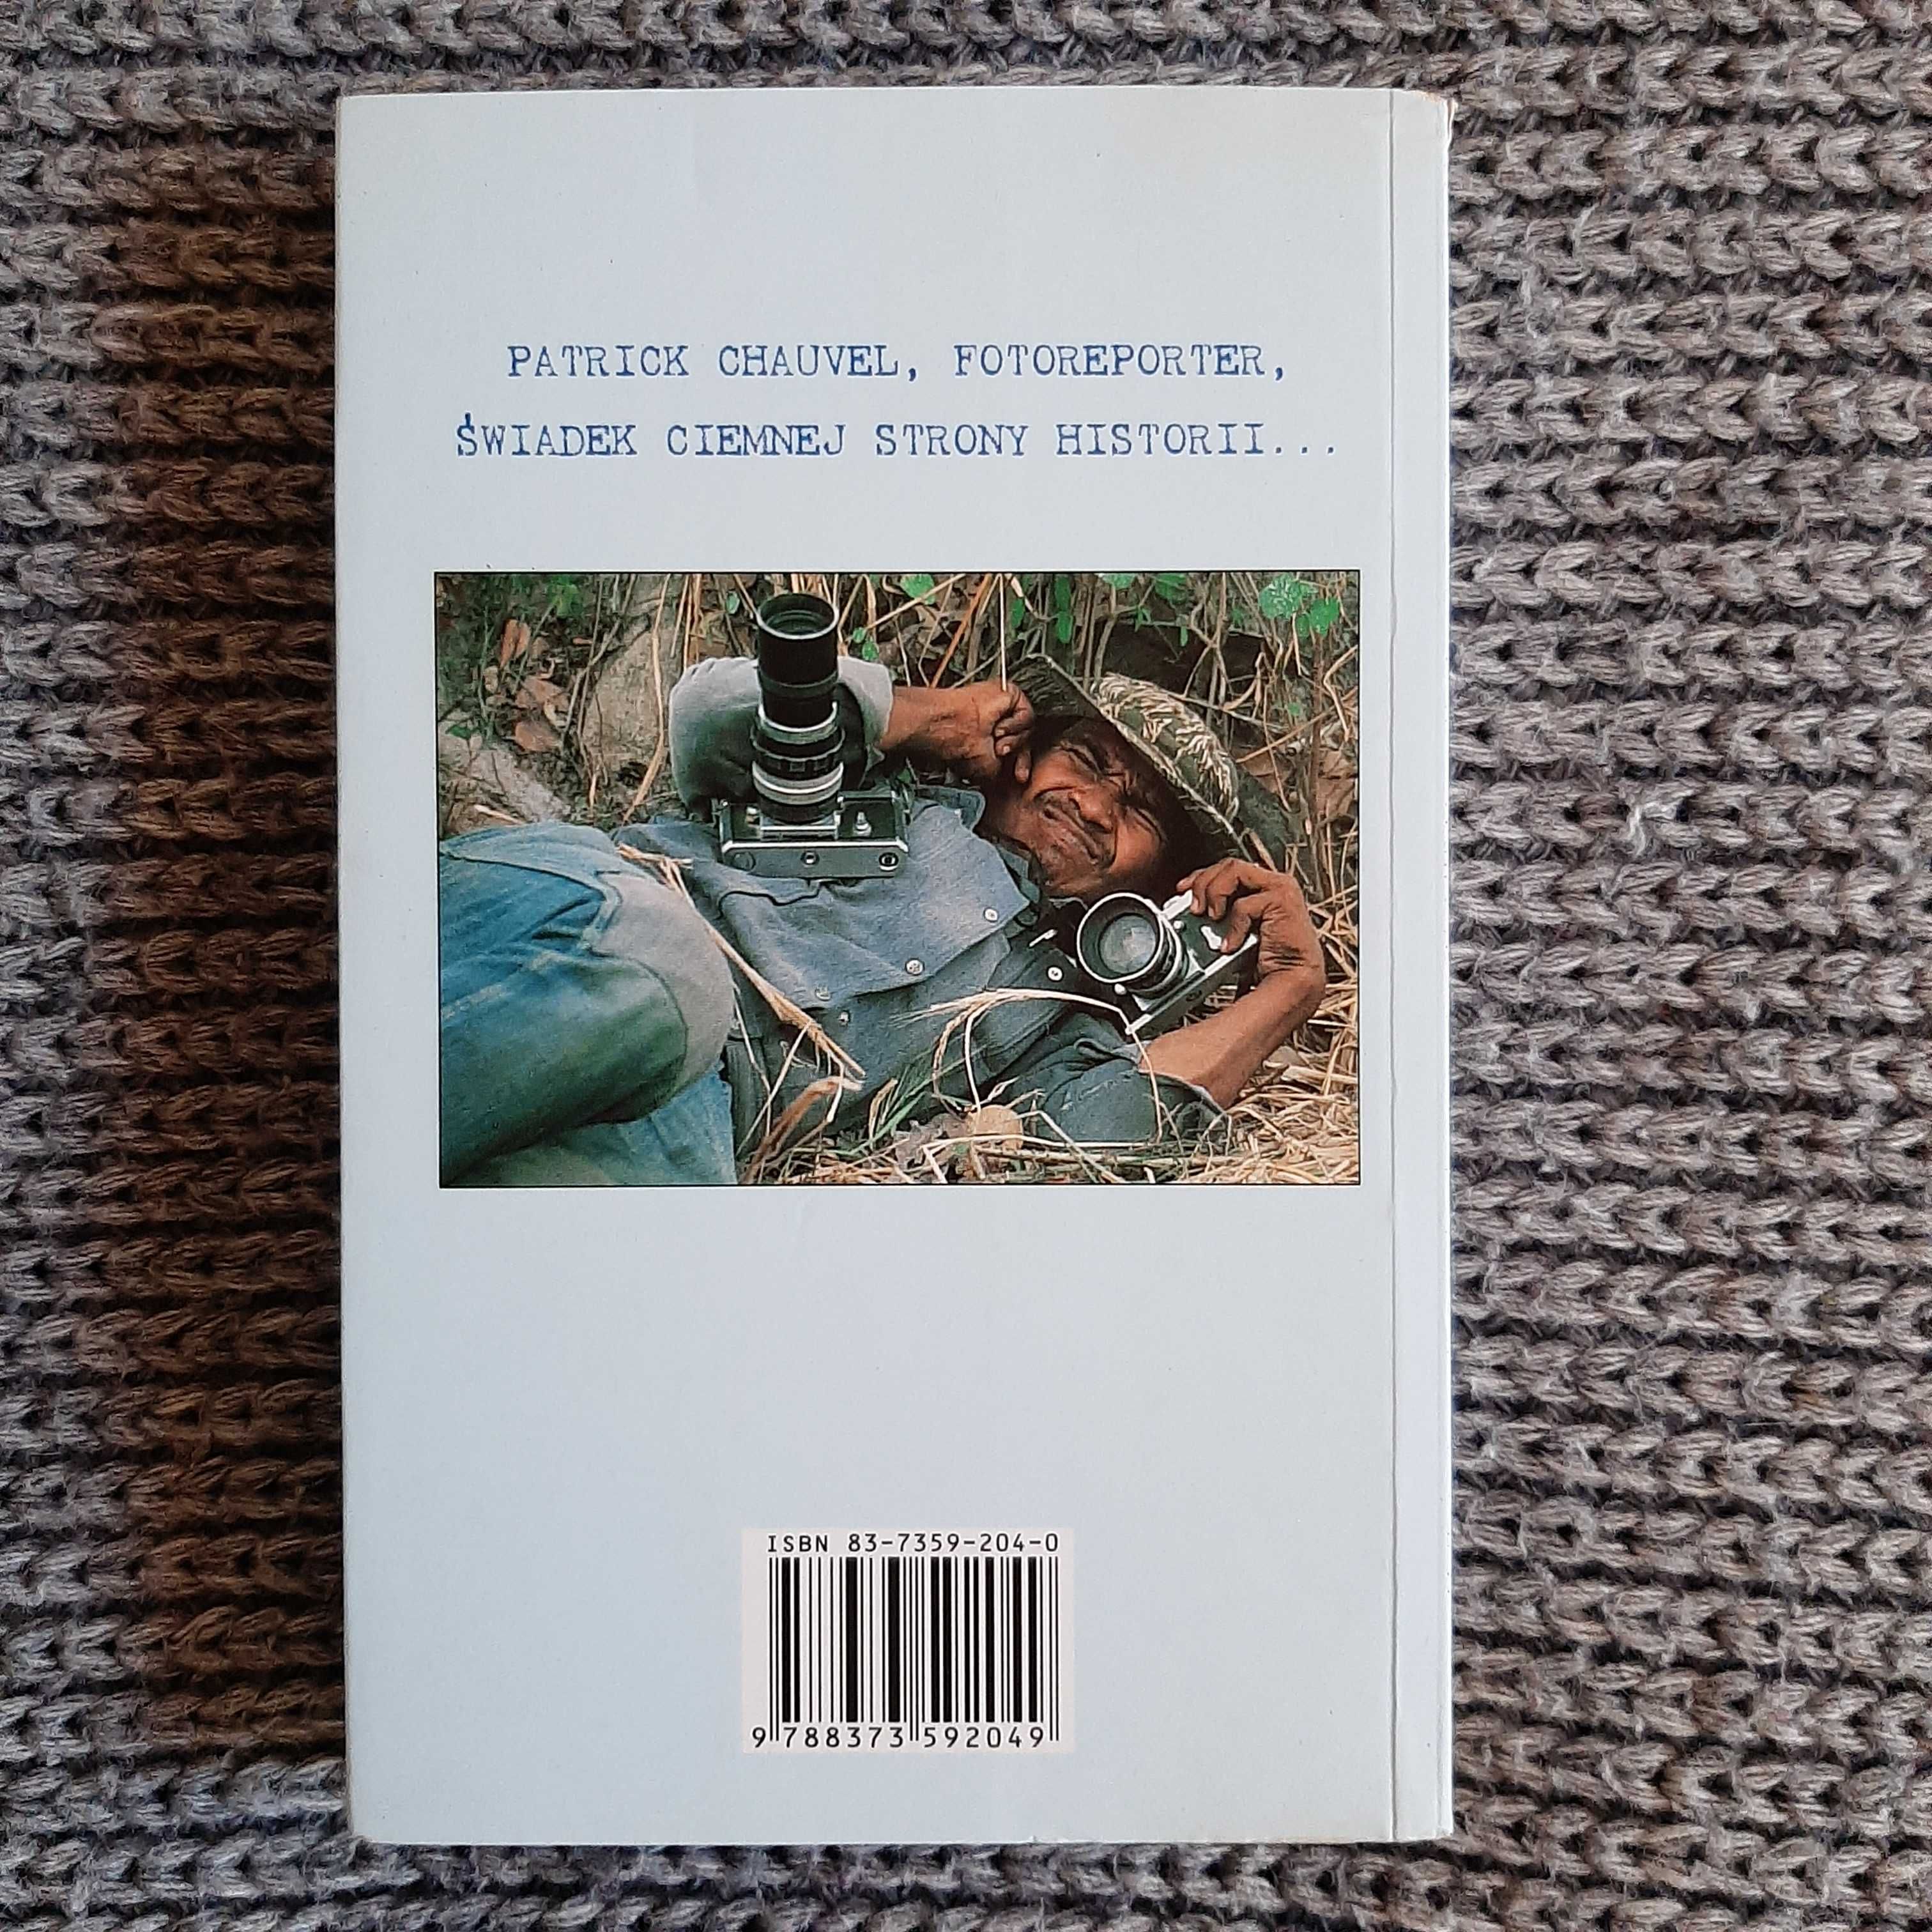 PATRICK CHAUVEL, FOTOREPORTER,
ŚWIADEK CIEMNEJ STRONY HISTORII...
ISBN 83-7359-204-0
9 788373 592049